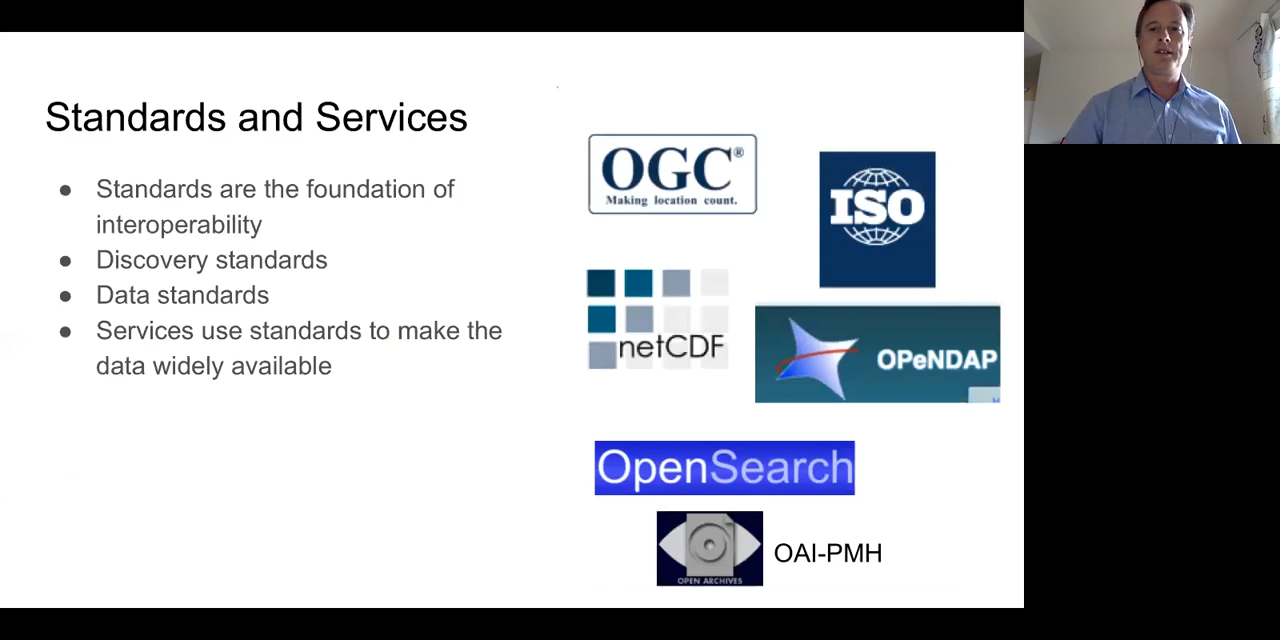 Standards and Services
● Standards are the foundation of
interoperability
● Discovery standards
● Data standards
● Services use standards to make the
data widely available
OGC®
Making location count.
ISO
netCDF
OPeNDAP
OpenSearch
OPEN ARCHIVES
OAI-PMH